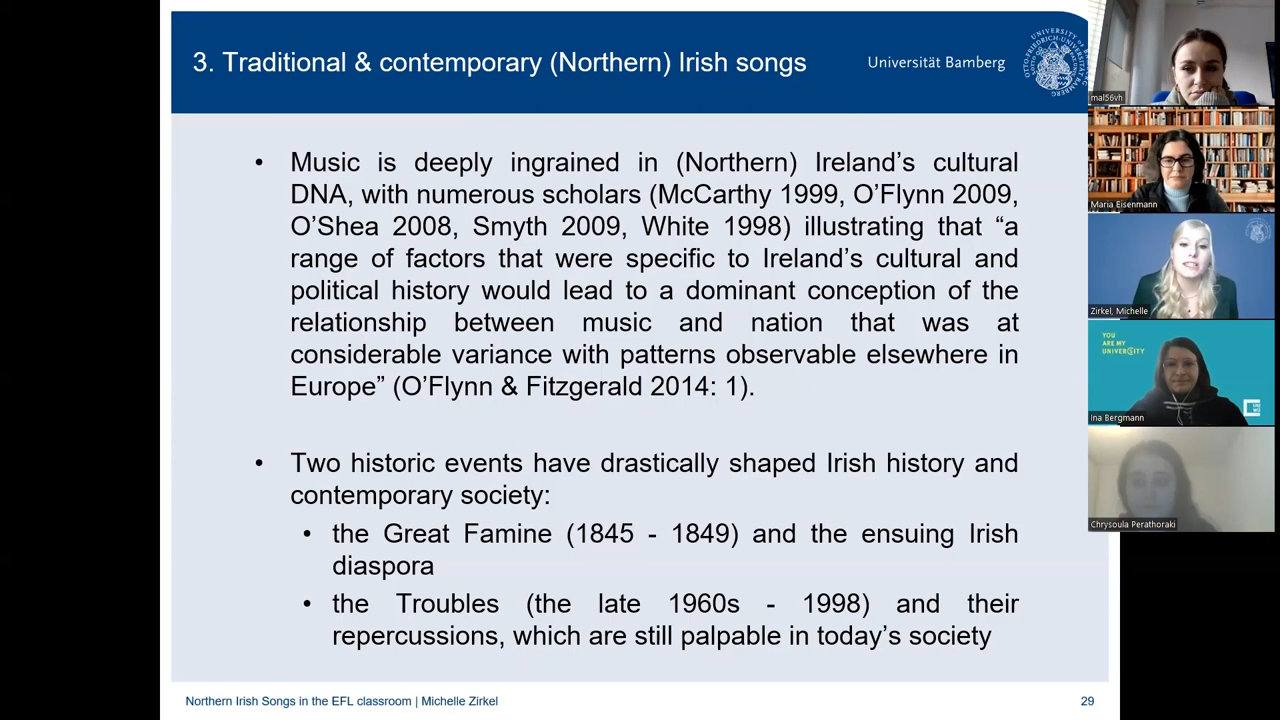 3. Traditional & contemporary (Northern) Irish songs
Universität Bamberg
• Music is deeply ingrained in (Northern) Ireland's cultural
DNA, with numerous scholars (McCarthy 1999, O'Flynn 2009,
O'Shea 2008, Smyth 2009, White 1998) illustrating that “a
range of factors that were specific to Ireland's cultural and
political history would lead to a dominant conception of the
relationship between music and nation that was at
considerable variance with patterns observable elsewhere in
Europe” (O'Flynn & Fitzgerald 2014: 1).
• Two historic events have drastically shaped Irish history and
contemporary society:
• the Great Famine (1845 - 1849) and the ensuing Irish
diaspora
• the Troubles (the late 1960s - 1998) and their
repercussions, which are still palpable in today's society
Northern Irish Songs in the EFL classroom | Michelle Zirkel
29
mal56vh
Maria Eisenmann
Zirkel, Michelle
YOU
ARE MY
UNIVERSITY
Ina Bergmann
Chrysoula Perathoraki